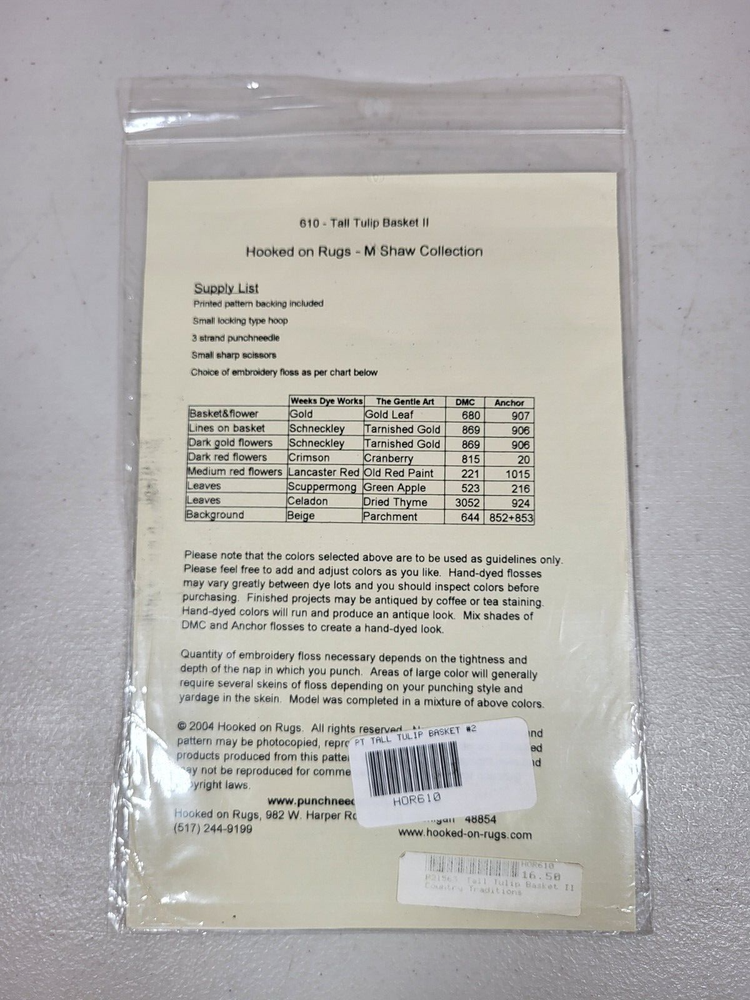 610 - Tall Tulip Basket II
Hooked on Rugs - M Shaw Collection
Supply List
Printed pattern backing included
Small locking type hoop
3 strand punchneedle
Small sharp scissors
Choice of embroidery floss as per chart below
Weeks Dye Works The Gentle Art DMC Anchor
Basket&flower Gold Gold Leaf 680 907
Lines on basket Schneckley Tarnished Gold 869 906
Dark gold flowers Schneckley Tarnished Gold 869 906
Dark red flowers Crimson Cranberry 815 20
Medium red flowers Lancaster Red Old Red Paint 221 1015
Leaves Scuppermong Green Apple 523 216
Leaves Celadon Dried Thyme 3052 924
Background Beige Parchment 644 852+853
Please note that the colors selected above are to be used as guidelines only.
Please feel free to add and adjust colors as you like. Hand-dyed flosses
may vary greatly between dye lots and you should inspect colors before
purchasing. Finished projects may be antiqued by coffee or tea staining.
Hand-dyed colors will run and produce an antique look. Mix shades of
DMC and Anchor flosses to create a hand-dyed look.
Quantity of embroidery floss necessary depends on the tightness and
depth of the nap in which you punch. Areas of large color will generally
require several skeins of floss depending on your punching style and
yardage in the skein. Model was completed in a mixture of above colors.
© 2004 Hooked on Rugs. All rights reserved.
pattern may be photocopied,
products produced from this
may not be reproduced for
laws.
PT TALL TULIP BASKET #2
HOR610
Hooked on Rugs, 982 W. Harper 48854
(517) 244-9199 www.hooked-on-rugs.com
HOR610
16.50
Tall Tulip Basket II
Country Traditions